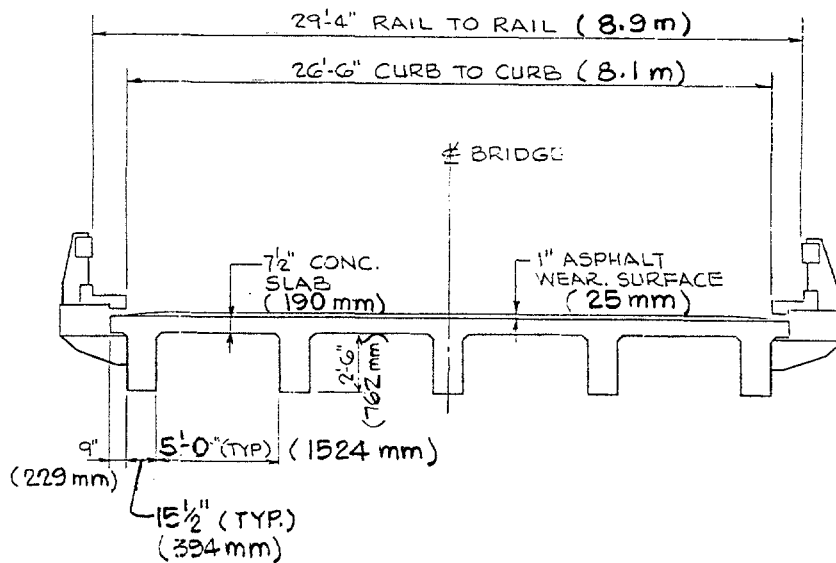 29'-4" RAIL TO RAIL (8.9 m)
26'-6" CURB TO CURB (8.1 m)
℄ BRIDGE
7½" CONC.
SLAB
(190 mm)
1" ASPHALT
WEAR. SURFACE
(25 mm)
2'-6"
(762 mm)
9"
(229 mm)
5'-0" (TYP) (1524 mm)
15½" (TYP.)
(394 mm)